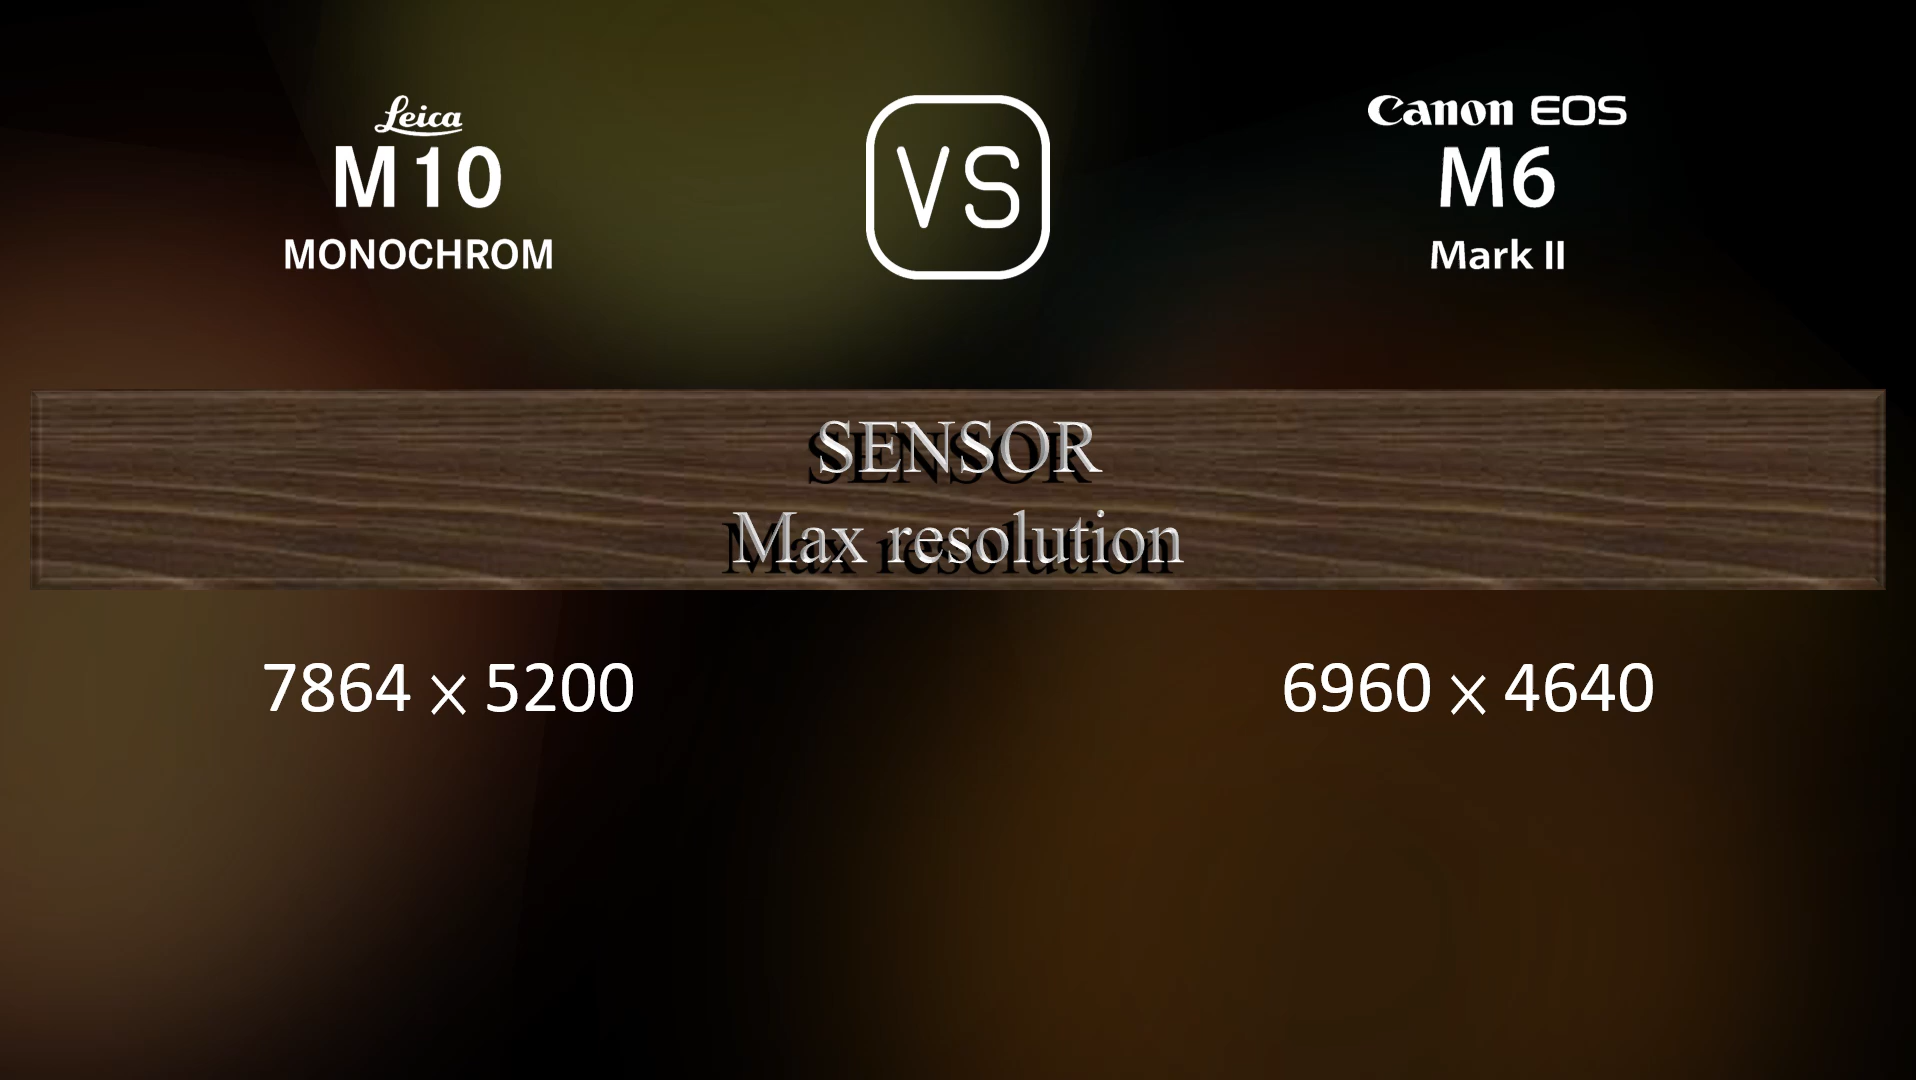 Leica
M10
MONOCHROM
VS
Canon EOS
M6
Mark II
SENSOR
Max resolution
7864 x 5200
6960 x 4640